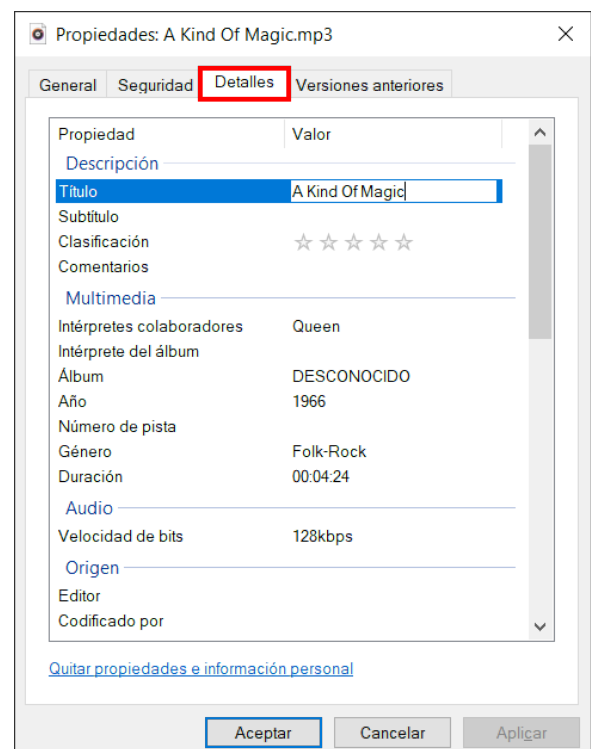 Propiedades: A Kind Of Magic.mp3
General Seguridad Detalles Versiones anteriores
Propiedad Valor
Descripción
Título A Kind Of Magic
Subtítulo
Clasificación
Comentarios
Multimedia
Intérpretes colaboradores Queen
Intérprete del álbum
Álbum DESCONOCIDO
Año 1966
Número de pista
Género Folk-Rock
Duración 00:04:24
Audio
Velocidad de bits 128kbps
Origen
Editor
Codificado por
Quitar propiedades e información personal
Aceptar Cancelar Aplicar